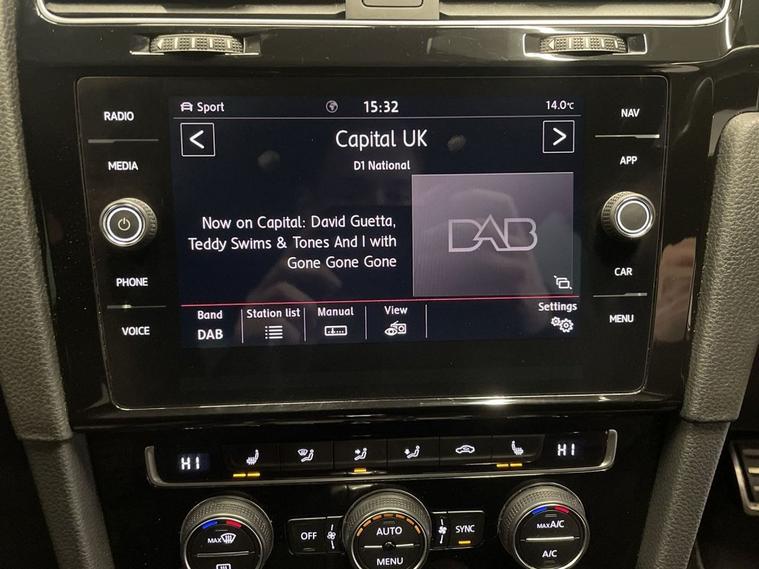 Sport
15:32
14.0°C
RADIO
MEDIA
PHONE
VOICE
NAV
APP
CAR
MENU
Capital UK
D1 National
Now on Capital: David Guetta,
Teddy Swims & Tones And I with
Gone Gone Gone
DAB
Band
DAB
Station list
Manual
View
Settings
HI
HI
MAX
OFF
AUTO
MENU
SYNC
MAX A/C
A/C